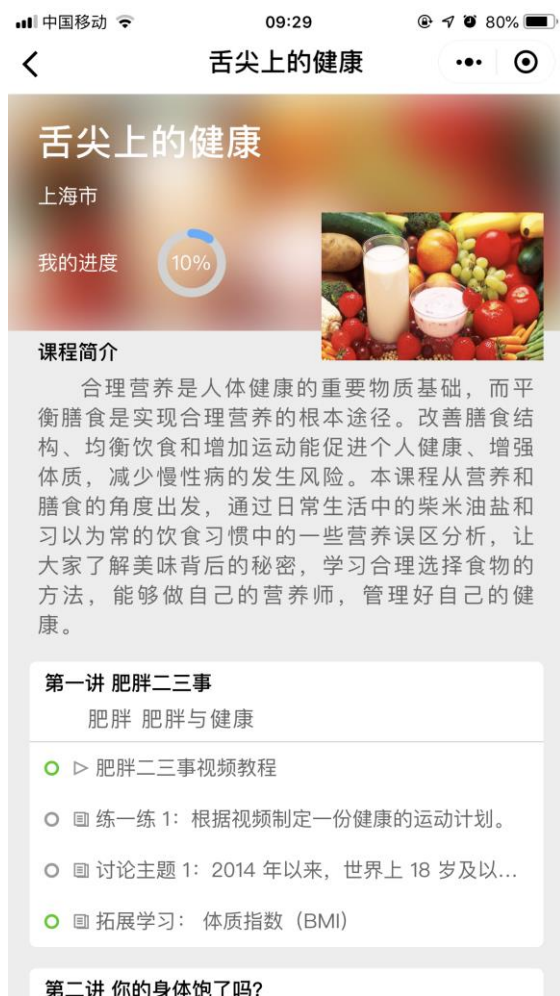 中国移动 09:29 80%
舌尖上的健康
舌尖上的健康
上海市
我的进度 10%
课程简介
合理营养是人体健康的重要物质基础，而平
衡膳食是实现合理营养的根本途径。改善膳食结
构、均衡饮食和增加运动能促进个人健康、增强
体质，减少慢性病的发生风险。本课程从营养和
膳食的角度出发，通过日常生活中的柴米油盐和
习以为常的饮食习惯中的一些营养误区分析，让
大家了解美味背后的秘密，学习合理选择食物的
方法，能够做自己的营养师，管理好自己的健
康。
第一讲 肥胖二三事
肥胖 肥胖与健康
肥胖二三事视频教程
练一练 1：根据视频制定一份健康的运动计划。
讨论主题 1：2014 年以来，世界上 18 岁及以...
拓展学习： 体质指数（BMI）
第二讲 你的身体饱了吗?